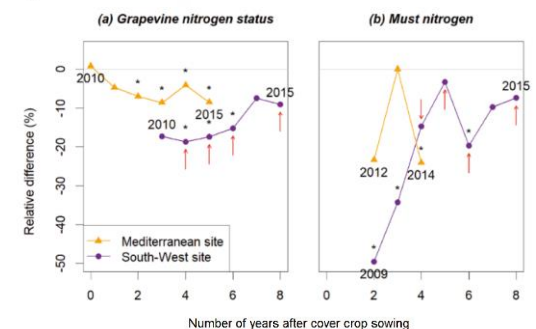 (a) Grapevine nitrogen status
(b) Must nitrogen
Relative difference (%)
0
-10
-20
-30
-40
-50
2010
2015
2010
2015
Mediterranean site
South-West site
0 2 4 6 8
2012
2014
2009
2015
0 2 4 6 8
Number of years after cover crop sowing